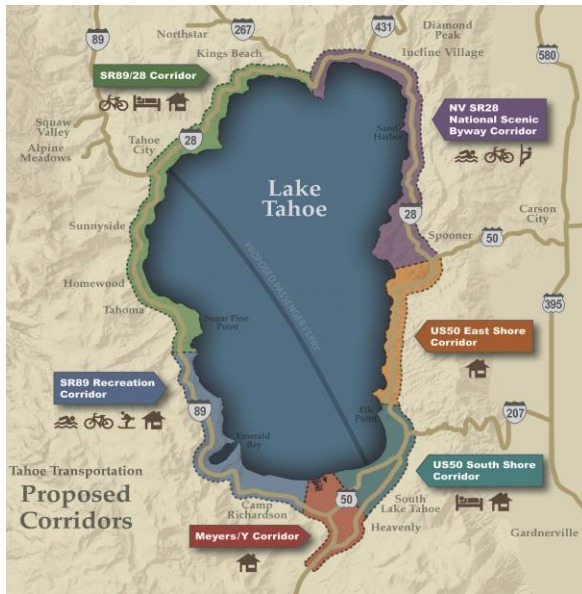 89
Northstar
267
Kings Beach
431
Diamond
Peak
Incline Village
580
SR89/28 Corridor
NV SR28
National Scenic
Byway Corridor
Squaw
Valley
Alpine
Meadows
Tahoe
City
28
Sand
Harbor
Lake
Tahoe
28
Carson
City
Spooner
50
Sunnyside
PROPOSED PASSENGER FERRY
Homewood
Tahoma
395
Sugar Pine
Point
US50 East Shore
Corridor
SR89 Recreation
Corridor
89
Elk
Point
207
Emerald
Bay
Tahoe Transportation
Proposed
Corridors
US50 South Shore
Corridor
50
Camp
Richardson
South
Lake Tahoe
Meyers/Y Corridor
Heavenly
Gardnerville